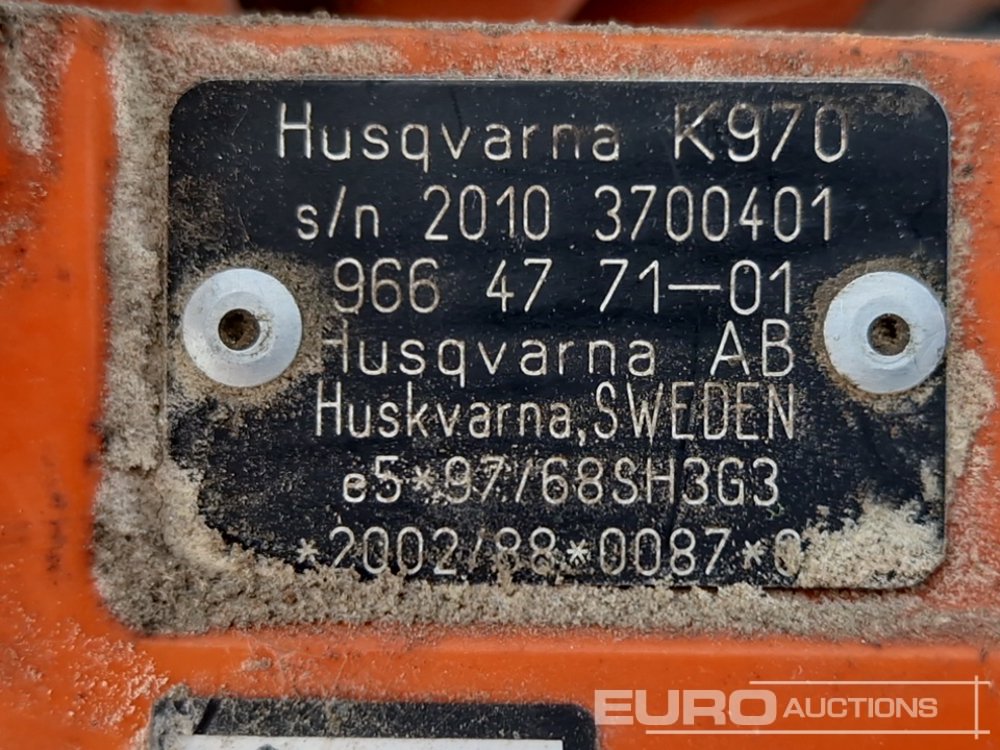 Husqvarna K970
s/n 2010 3700401
966 47 71-01
Husqvarna AB
Huskvarna, SWEDEN
e5*97/68SH3G3
*2002/88*0087*0
EURO AUCTIONS